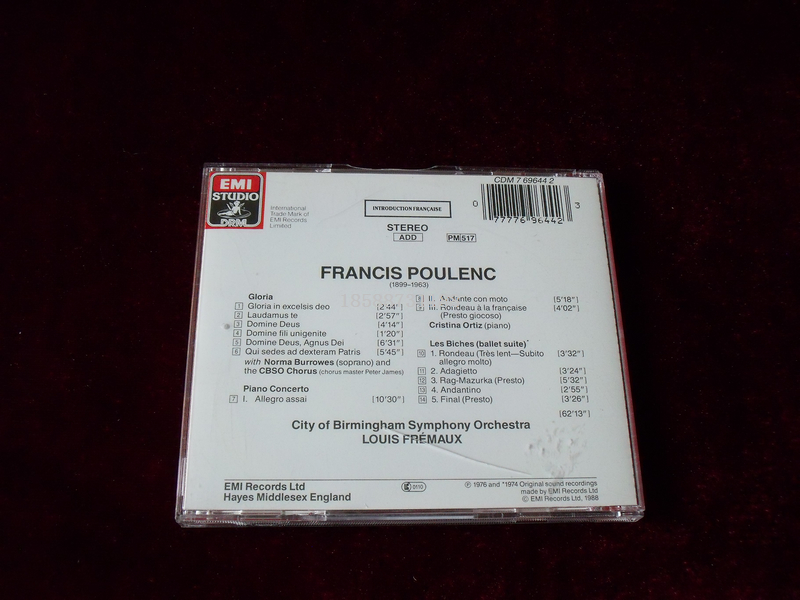 EMI
STUDIO
DRM
International
Trade Mark of
EMI Records
Limited
INTRODUCTION FRANÇAISE
STEREO
ADD PM 517
CDM 7 69644 2
0 77776 96442 3
FRANCIS POULENC
(1899–1963)
Gloria
1 Gloria in excelsis deo [2'44"]
2 Laudamus te [2'57"]
3 Domine Deus [4'14"]
4 Domine fili unigenite [1'20"]
5 Domine Deus, Agnus Dei [6'31"]
6 Qui sedes ad dexteram Patris [5'45"]
with Norma Burrowes (soprano) and
the CBSO Chorus (chorus master Peter James)
Piano Concerto
7 I. Allegro assai [10'30"]
8 II. Andante con moto [5'18"]
9 III. Rondeau à la française [4'02"]
(Presto giocoso)
Cristina Ortiz (piano)
Les Biches (ballet suite)*
10 1. Rondeau (Très lent—Subito [3'32"]
allegro molto)
11 2. Adagietto [3'24"]
12 3. Rag-Mazurka (Presto) [5'32"]
13 4. Andantino [2'55"]
14 5. Final (Presto) [3'26"]
[62'13"]
City of Birmingham Symphony Orchestra
LOUIS FRÉMAUX
EMI Records Ltd
Hayes Middlesex England
0110
℗ 1976 and *1974 Original sound recordings
made by EMI Records Ltd
© EMI Records Ltd, 1988